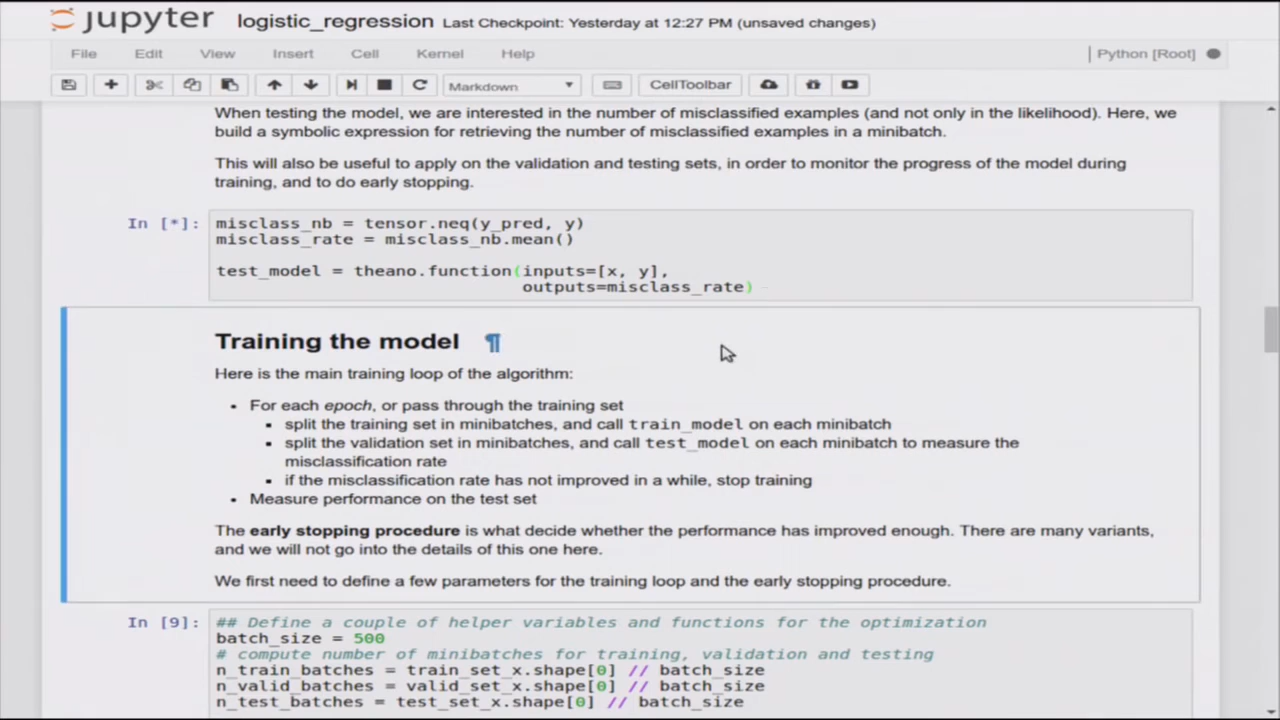 jupyter logistic_regression Last Checkpoint: Yesterday at 12:27 PM (unsaved changes)
File Edit View Insert Cell Kernel Help Python [Root]
Markdown CellToolbar
When testing the model, we are interested in the number of misclassified examples (and not only in the likelihood). Here, we
build a symbolic expression for retrieving the number of misclassified examples in a minibatch.
This will also be useful to apply on the validation and testing sets, in order to monitor the progress of the model during
training, and to do early stopping.
In [*]: misclass_nb = tensor.neq(y_pred, y)
misclass_rate = misclass_nb.mean()
test_model = theano.function(inputs=[x, y],
outputs=misclass_rate)
Training the model ¶
Here is the main training loop of the algorithm:
• For each epoch, or pass through the training set
▪ split the training set in minibatches, and call train_model on each minibatch
▪ split the validation set in minibatches, and call test_model on each minibatch to measure the
misclassification rate
▪ if the misclassification rate has not improved in a while, stop training
• Measure performance on the test set
The early stopping procedure is what decide whether the performance has improved enough. There are many variants,
and we will not go into the details of this one here.
We first need to define a few parameters for the training loop and the early stopping procedure.
In [9]: ## Define a couple of helper variables and functions for the optimization
batch_size = 500
# compute number of minibatches for training, validation and testing
n_train_batches = train_set_x.shape[0] // batch_size
n_valid_batches = valid_set_x.shape[0] // batch_size
n_test_batches = test_set_x.shape[0] // batch_size